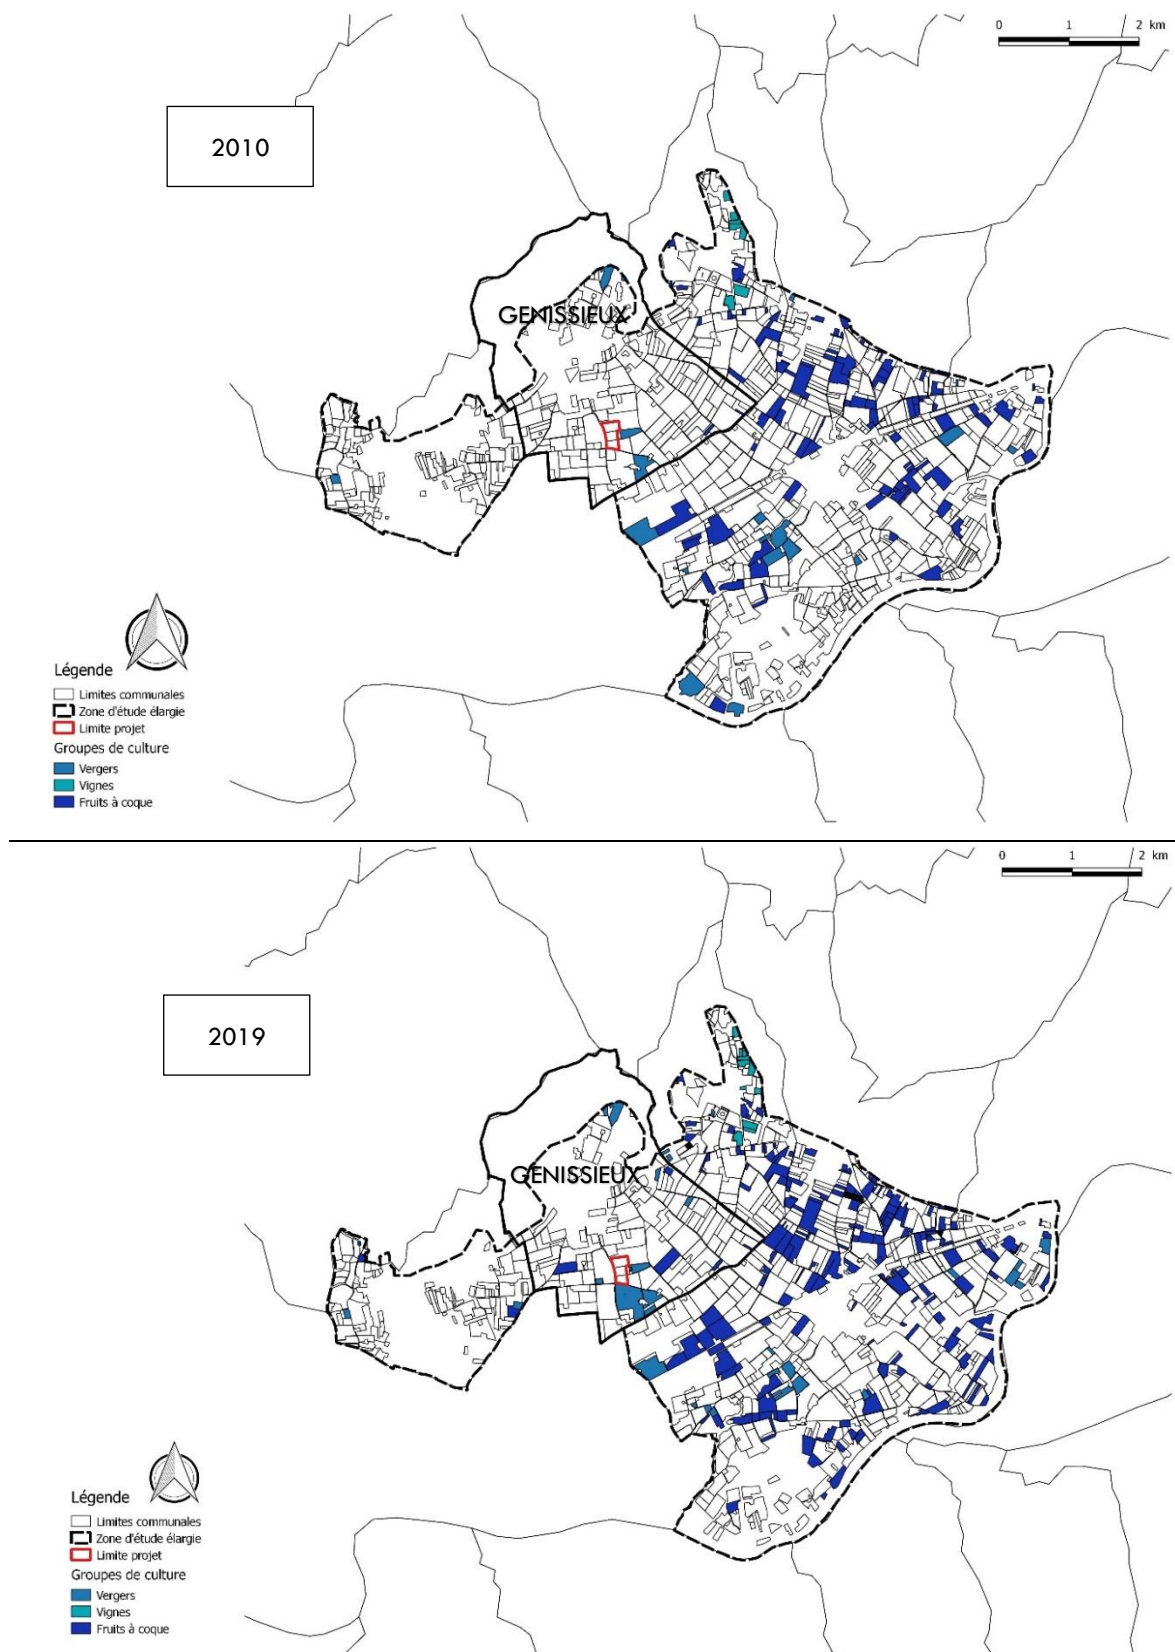 0 1 2 km
2010
GENISSIEUX
Légende
Limites communales
Zone d'étude élargie
Limite projet
Groupes de culture
Vergers
Vignes
Fruits à coque
0 1 2 km
2019
GENISSIEUX
Légende
Limites communales
Zone d'étude élargie
Limite projet
Groupes de culture
Vergers
Vignes
Fruits à coque